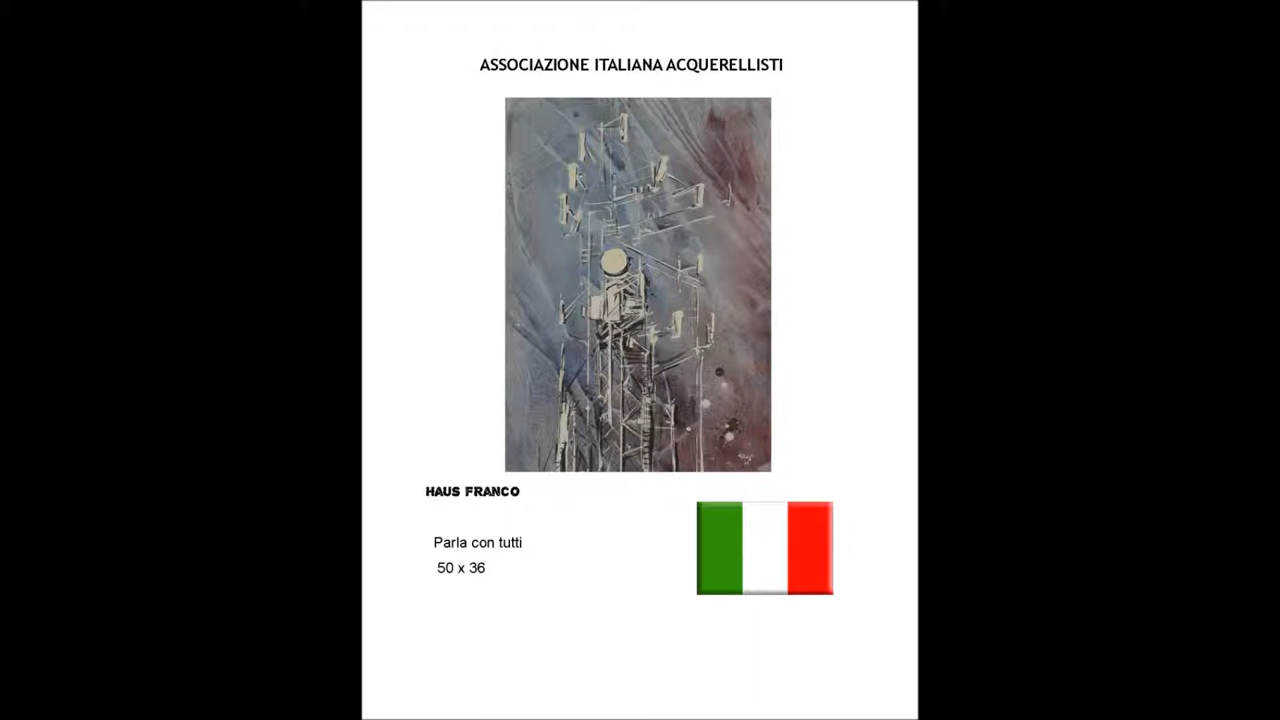 ASSOCIAZIONE ITALIANA ACQUERELLISTI
HAUS FRANCO
Parla con tutti
50 x 36